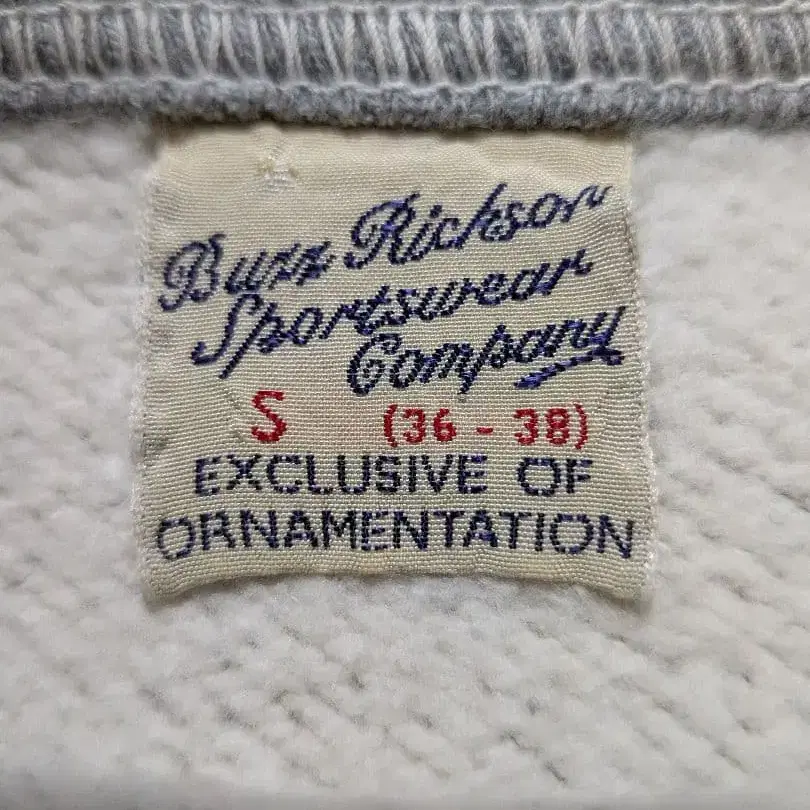 Buzz Rickson
Sportswear
Company
S (36 - 38)
EXCLUSIVE OF
ORNAMENTATION